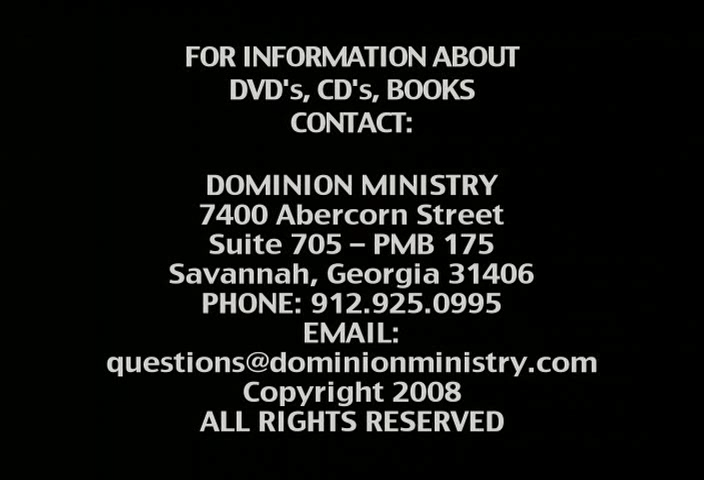 FOR INFORMATION ABOUT
DVD's, CD's, BOOKS
CONTACT:
DOMINION MINISTRY
7400 Abercorn Street
Suite 705 – PMB 175
Savannah, Georgia 31406
PHONE: 912.925.0995
EMAIL:
questions@dominionministry.com
Copyright 2008
ALL RIGHTS RESERVED